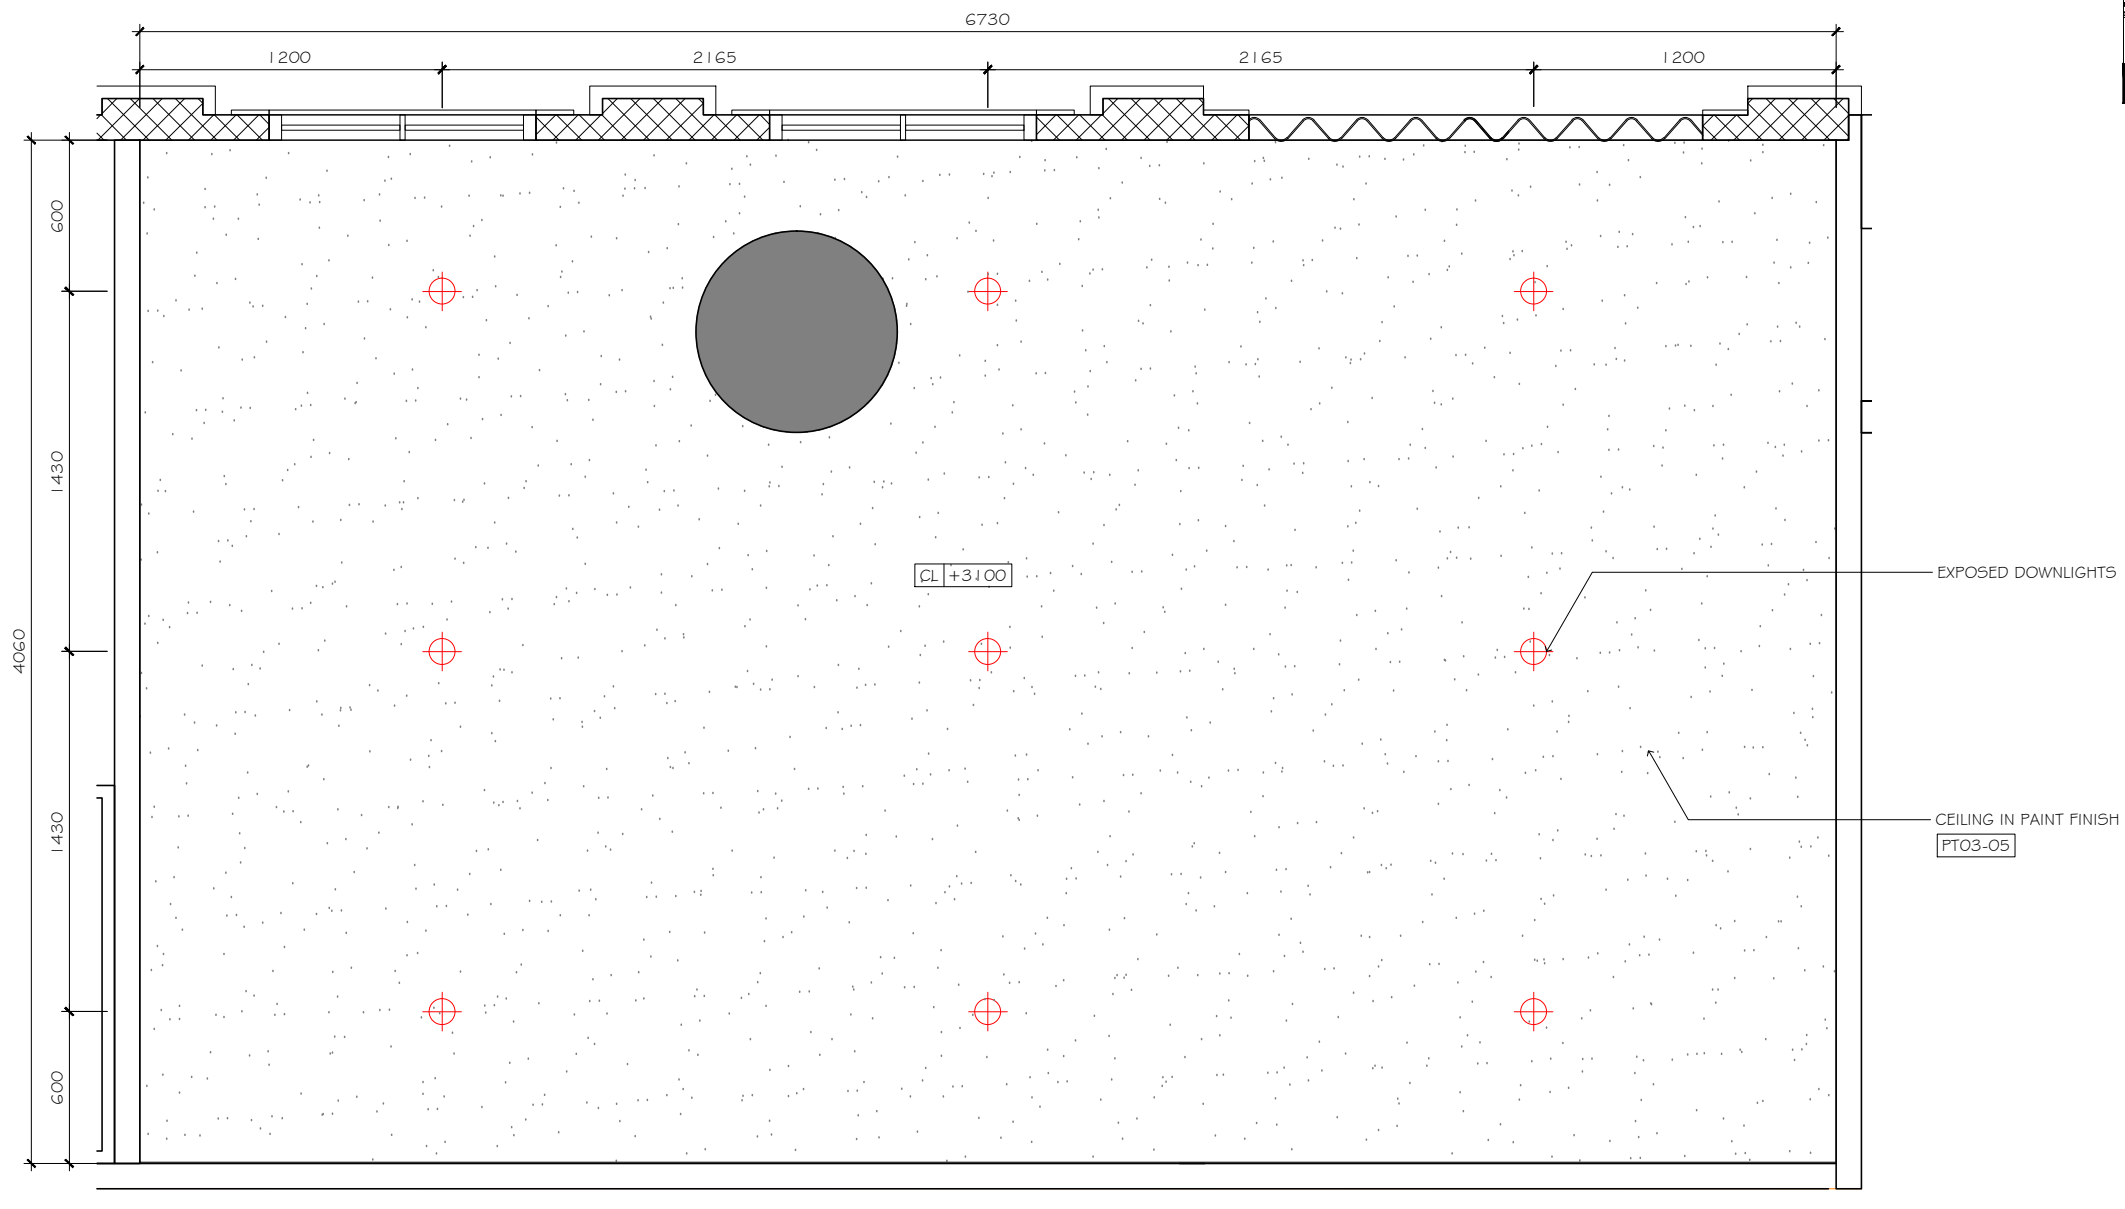 6730
1200
2165
2165
1200
600
1430
4060
1430
600
CL +3100
EXPOSED DOWNLIGHTS
CEILING IN PAINT FINISH
PT03-05